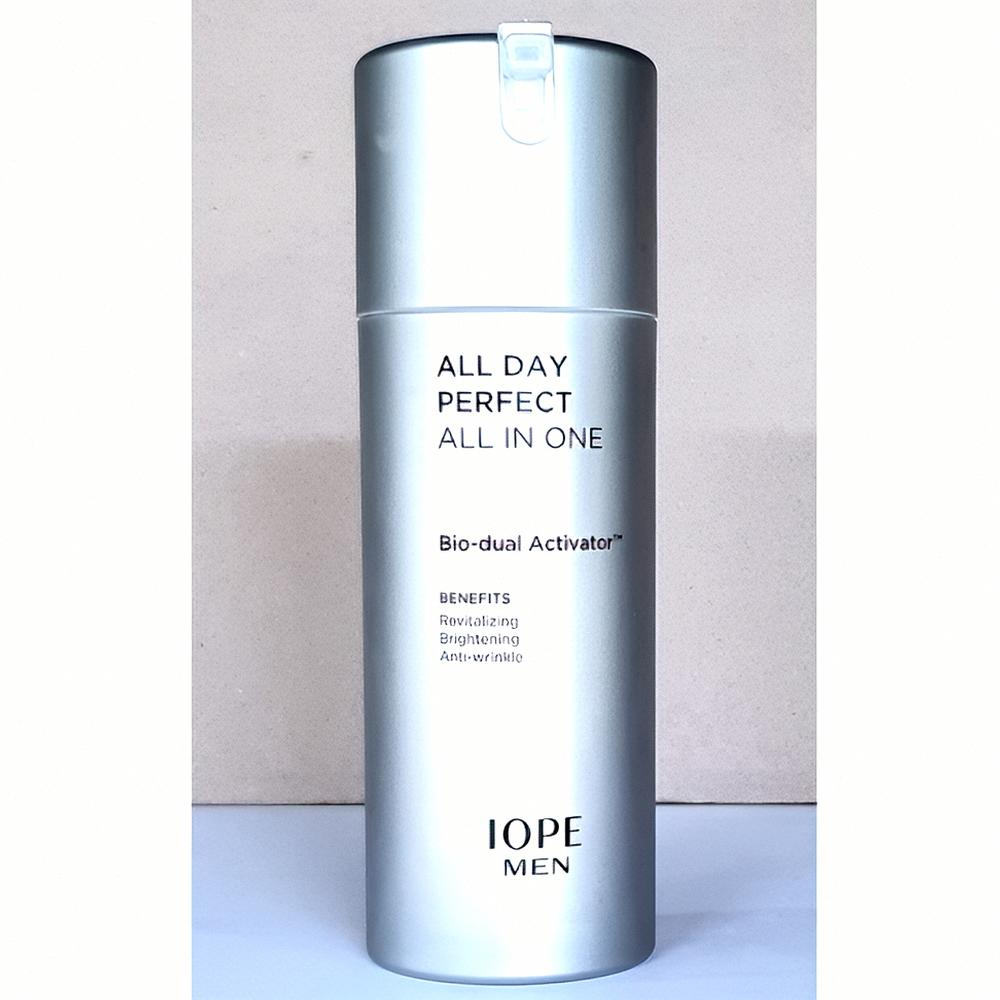 ALL DAY
PERFECT
ALL IN ONE
Bio-dual Activator™
BENEFITS
Revitalizing
Brightening
Anti-wrinkle
IOPE
MEN